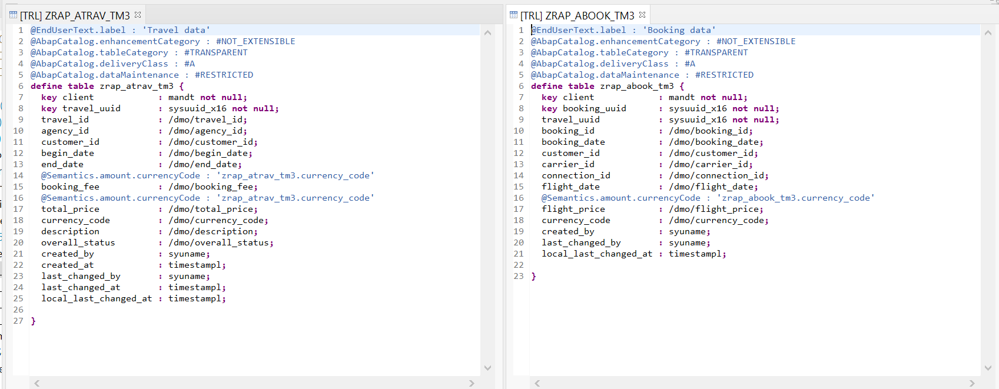 [TRL] ZRAP_ATRAV_TM3
1 @EndUserText.label : 'Travel data'
2 @AbapCatalog.enhancementCategory : #NOT_EXTENSIBLE
3 @AbapCatalog.tableCategory : #TRANSPARENT
4 @AbapCatalog.deliveryClass : #A
5 @AbapCatalog.dataMaintenance : #RESTRICTED
6 define table zrap_atrav_tm3 {
7   key client            : mandt not null;
8   key travel_uuid       : sysuuid_x16 not null;
9   travel_id             : /dmo/travel_id;
10   agency_id             : /dmo/agency_id;
11   customer_id           : /dmo/customer_id;
12   begin_date            : /dmo/begin_date;
13   end_date              : /dmo/end_date;
14   @Semantics.amount.currencyCode : 'zrap_atrav_tm3.currency_code'
15   booking_fee           : /dmo/booking_fee;
16   @Semantics.amount.currencyCode : 'zrap_atrav_tm3.currency_code'
17   total_price           : /dmo/total_price;
18   currency_code         : /dmo/currency_code;
19   description           : /dmo/description;
20   overall_status        : /dmo/overall_status;
21   created_by            : syuname;
22   created_at            : timestampl;
23   last_changed_by       : syuname;
24   last_changed_at       : timestampl;
25   local_last_changed_at : timestampl;
26
27 }
[TRL] ZRAP_ABOOK_TM3
1 @EndUserText.label : 'Booking data'
2 @AbapCatalog.enhancementCategory : #NOT_EXTENSIBLE
3 @AbapCatalog.tableCategory : #TRANSPARENT
4 @AbapCatalog.deliveryClass : #A
5 @AbapCatalog.dataMaintenance : #RESTRICTED
6 define table zrap_abook_tm3 {
7   key client            : mandt not null;
8   key booking_uuid      : sysuuid_x16 not null;
9   travel_uuid           : sysuuid_x16 not null;
10   booking_id            : /dmo/booking_id;
11   booking_date          : /dmo/booking_date;
12   customer_id           : /dmo/customer_id;
13   carrier_id            : /dmo/carrier_id;
14   connection_id         : /dmo/connection_id;
15   flight_date           : /dmo/flight_date;
16   @Semantics.amount.currencyCode : 'zrap_abook_tm3.currency_code'
17   flight_price          : /dmo/flight_price;
18   currency_code         : /dmo/currency_code;
19   created_by            : syuname;
20   last_changed_by       : syuname;
21   local_last_changed_at : timestampl;
22
23 }